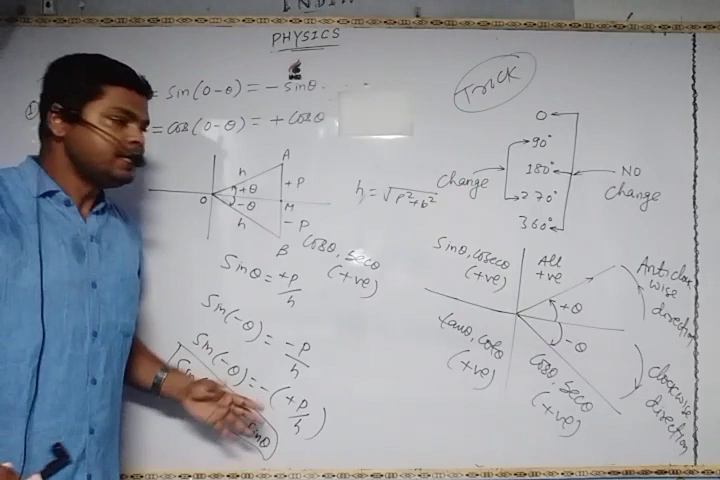 PHYSICS
①
= Sin(0-θ) = - Sinθ.
= Cos(0-θ) = + Cosθ
A
h
+P
+θ
O
-θ
M
h
-P
B
h = √P²+b²
Cosθ, Secθ
(+ve)
Sinθ = +P/h
Sin(-θ) = -P/h
Sin(-θ) = -(+P/h)
Sinθ
Trick
0
90°
180°
270°
360°
Change
NO
Change
Sinθ, Cosecθ
(+ve)
All
+ve
Anticlock
wise
direction
+θ
-θ
tanθ, Cotθ
(+ve)
Cosθ, Secθ
(+ve)
Clockwise
direction